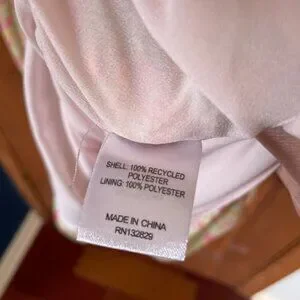 SHELL: 100% RECYCLED
POLYESTER
LINING: 100% POLYESTER
MADE IN CHINA
RN132829